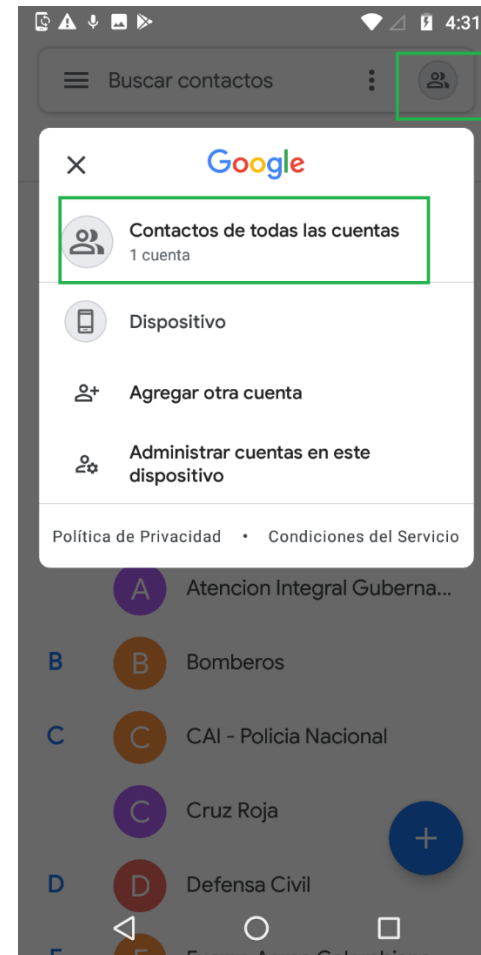 4:31
Buscar contactos
Google
Contactos de todas las cuentas
1 cuenta
Dispositivo
Agregar otra cuenta
Administrar cuentas en este
dispositivo
Política de Privacidad • Condiciones del Servicio
A Atencion Integral Guberna...
B B Bomberos
C C CAI - Policia Nacional
C Cruz Roja
D D Defensa Civil